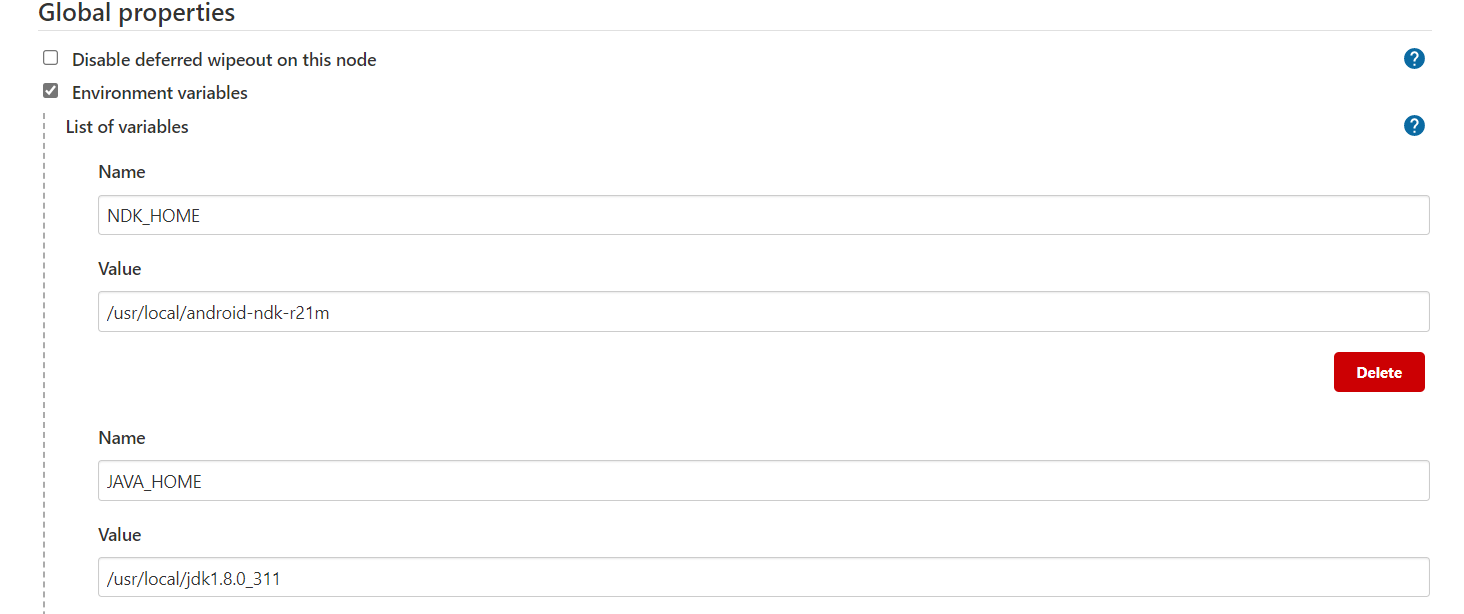 Global properties
Disable deferred wipeout on this node
?
Environment variables
List of variables
?
Name
NDK_HOME
Value
/usr/local/android-ndk-r21m
Delete
Name
JAVA_HOME
Value
/usr/local/jdk1.8.0_311